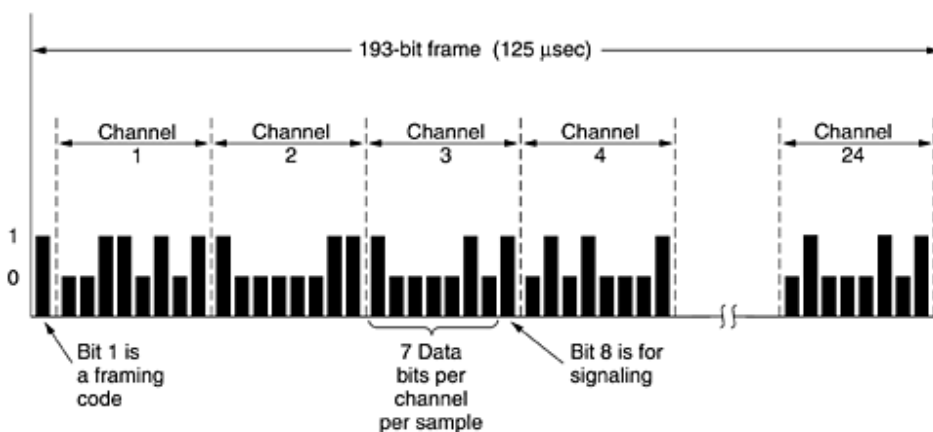 193-bit frame (125 μsec)
Channel
1
Channel
2
Channel
3
Channel
4
Channel
24
1
0
Bit 1 is
a framing
code
7 Data
bits per
channel
per sample
Bit 8 is for
signaling